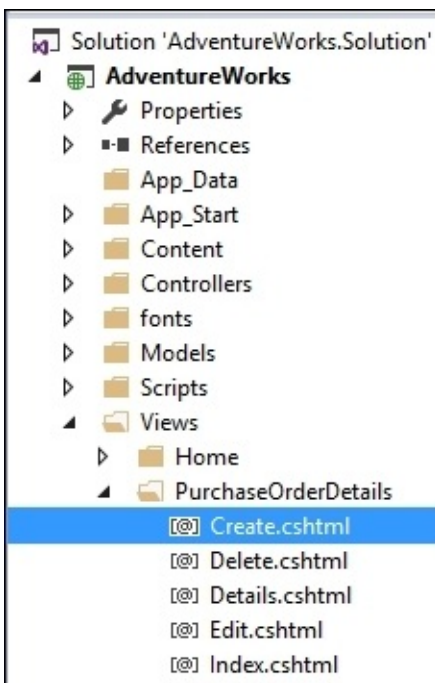 Solution 'AdventureWorks.Solution'
AdventureWorks
Properties
References
App_Data
App_Start
Content
Controllers
fonts
Models
Scripts
Views
Home
PurchaseOrderDetails
[@] Create.cshtml
[@] Delete.cshtml
[@] Details.cshtml
[@] Edit.cshtml
[@] Index.cshtml